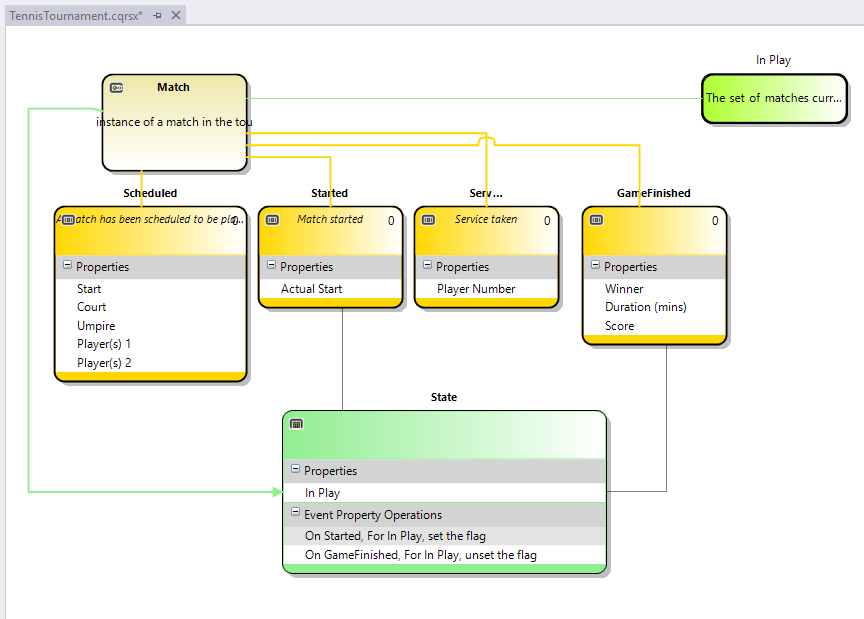 TennisTournament.cqrsx*
In Play
Match
The set of matches curr...
instance of a match in the tou
Scheduled
Started
Serv...
GameFinished
A match has been scheduled to be pla... 0
Match started 0
Service taken 0
0
Properties
Properties
Properties
Properties
Start
Actual Start
Player Number
Winner
Court
Duration (mins)
Umpire
Score
Player(s) 1
Player(s) 2
State
Properties
In Play
Event Property Operations
On Started, For In Play, set the flag
On GameFinished, For In Play, unset the flag